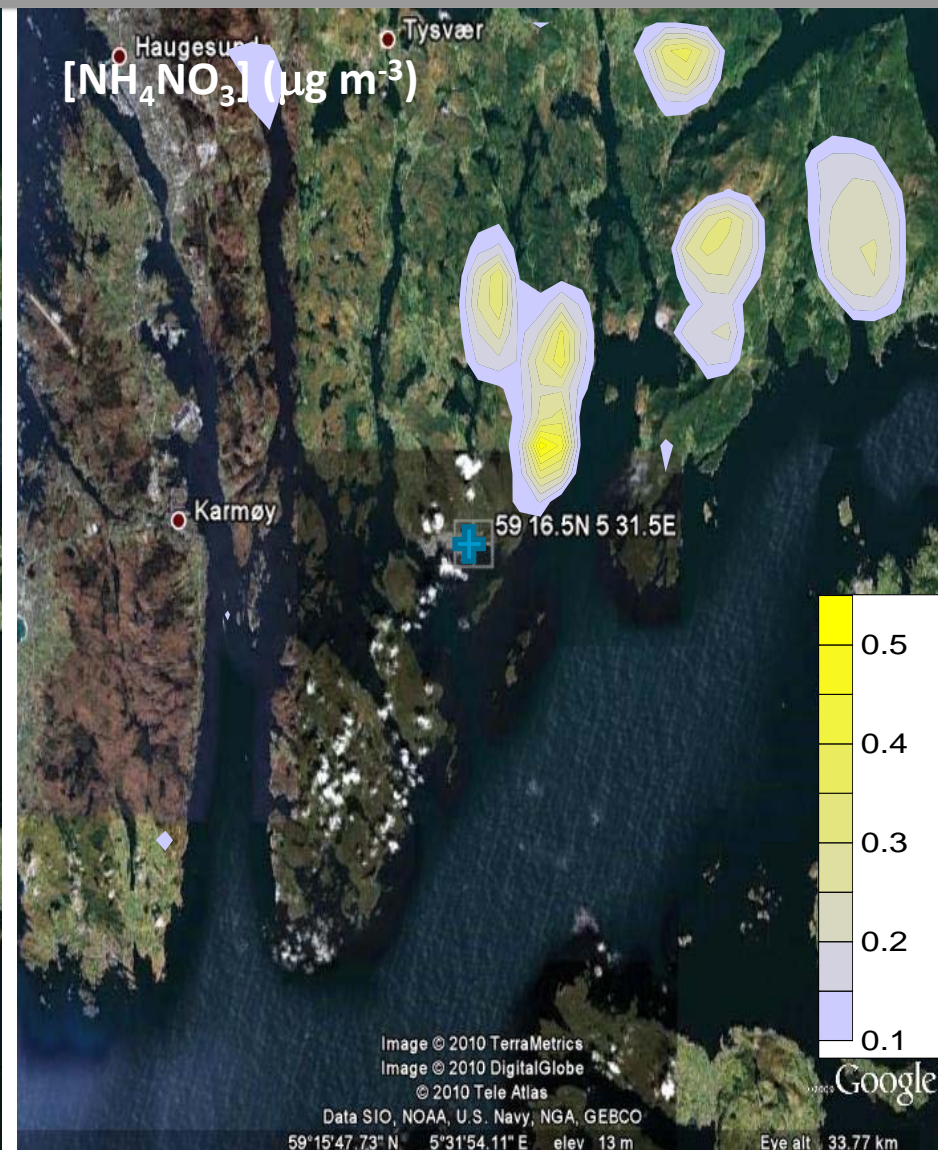 Haugesund
Tysvær
[NH₄NO₃] (µg m⁻³)
Karmøy
59 16.5N 5 31.5E
0.5
0.4
0.3
0.2
0.1
Image © 2010 TerraMetrics
Image © 2010 DigitalGlobe
© 2010 Tele Atlas
Data SIO, NOAA, U.S. Navy, NGA, GEBCO
Google
59°15'47.73" N 5°31'54.11" E elev 13 m Eye alt 33.77 km